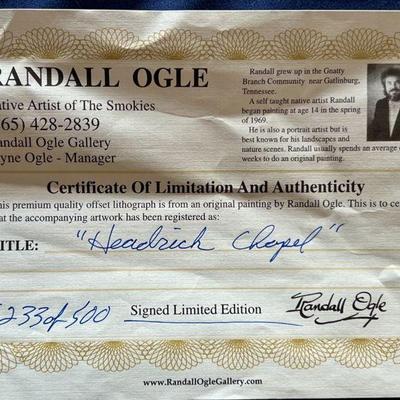 RANDALL OGLE
ative Artist of The Smokies
65) 428-2839
andall Ogle Gallery
yne Ogle - Manager
Randall grew up in the Gnatty
Branch Community near Gatlinburg,
Tennessee.
A self taught native artist Randall
began painting at age 14 in the spring
of 1969.
He is also a portrait artist but is
best known for his landscapes and
nature scenes. Randall usually spends an average o
weeks to do an original painting.
Certificate Of Limitation And Authenticity
his premium quality offset lithograph is from an original painting by Randall Ogle. This is to ce
at the accompanying artwork has been registered as:
TITLE: "Headrick Chapel"
233 of 500 Signed Limited Edition Randall Ogle
www.RandallOgleGallery.com